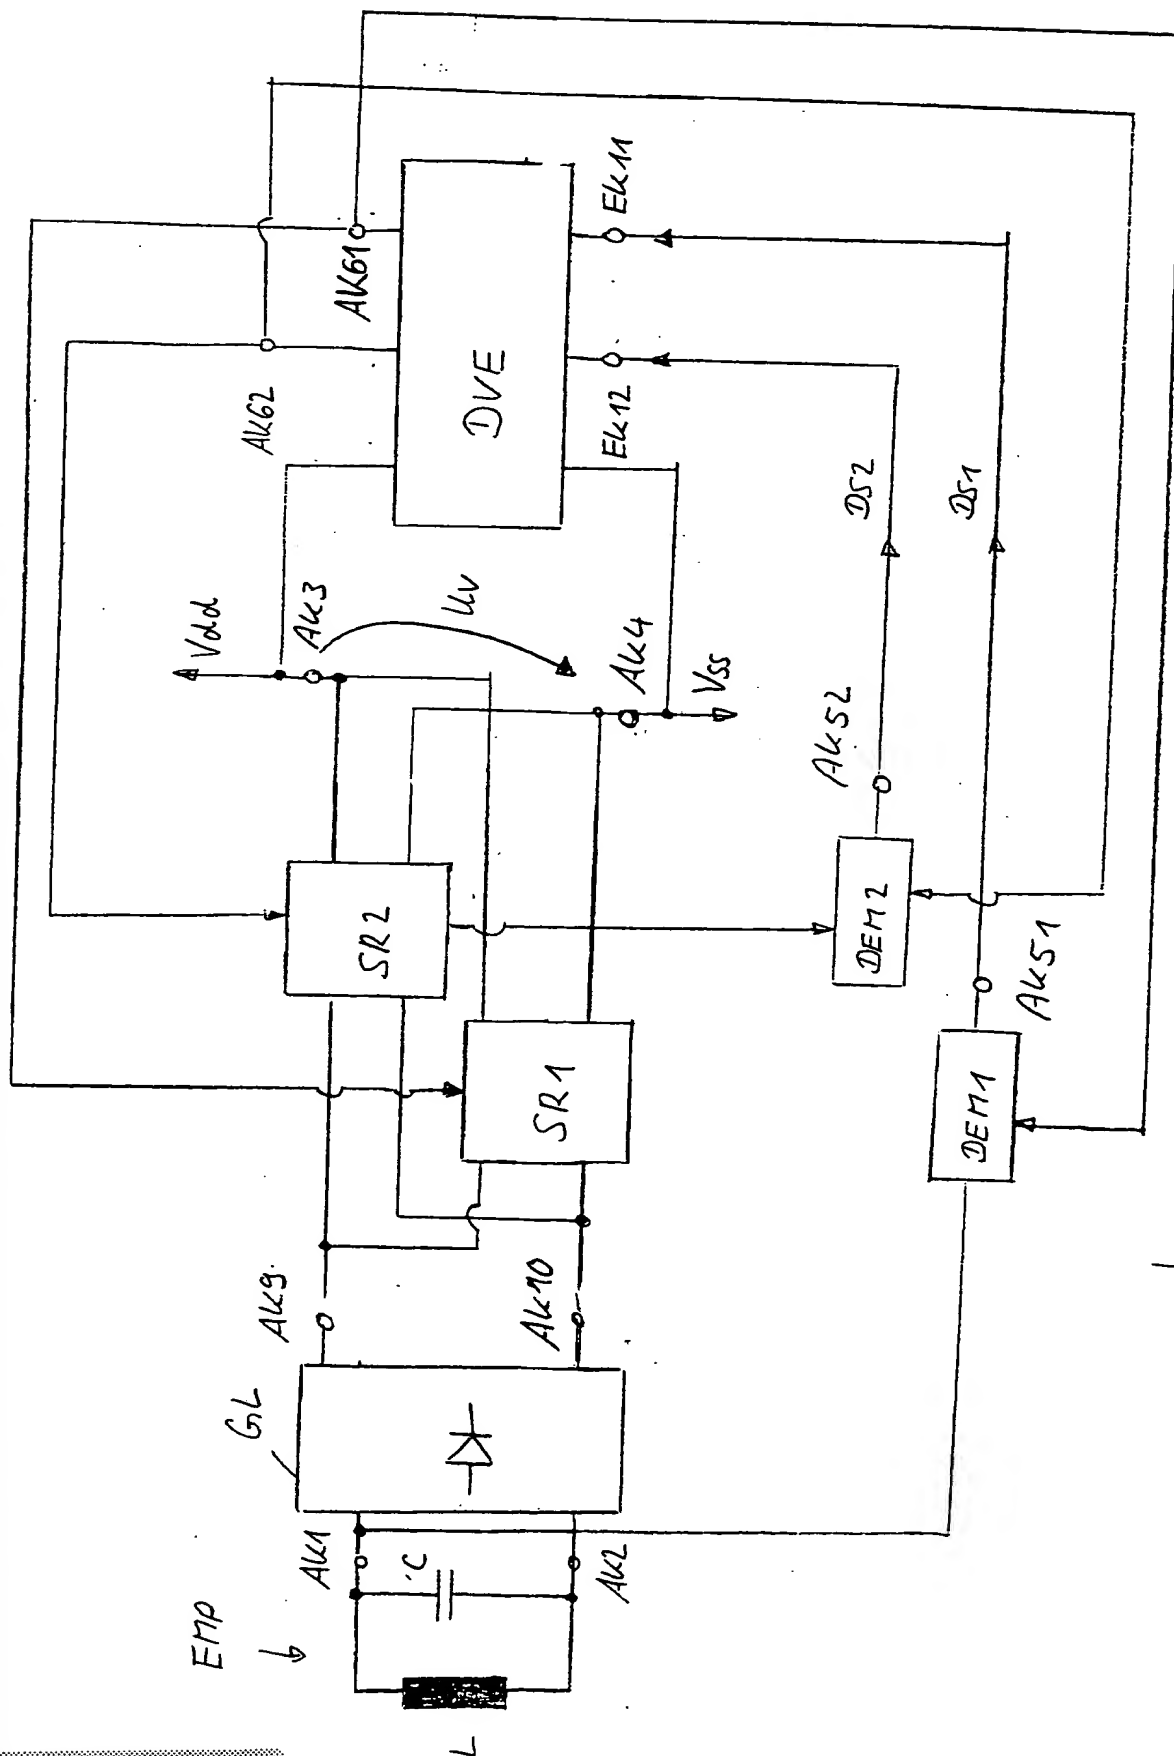 EMP
L
C
AK1
AK2
GL
AK9
AK10
SR2
SR1
Vdd
AK3
UV
AK4
Vss
AK62
AK61
DVE
EK12
EK11
DEM2
AK52
DS2
DEM1
AK51
DS1